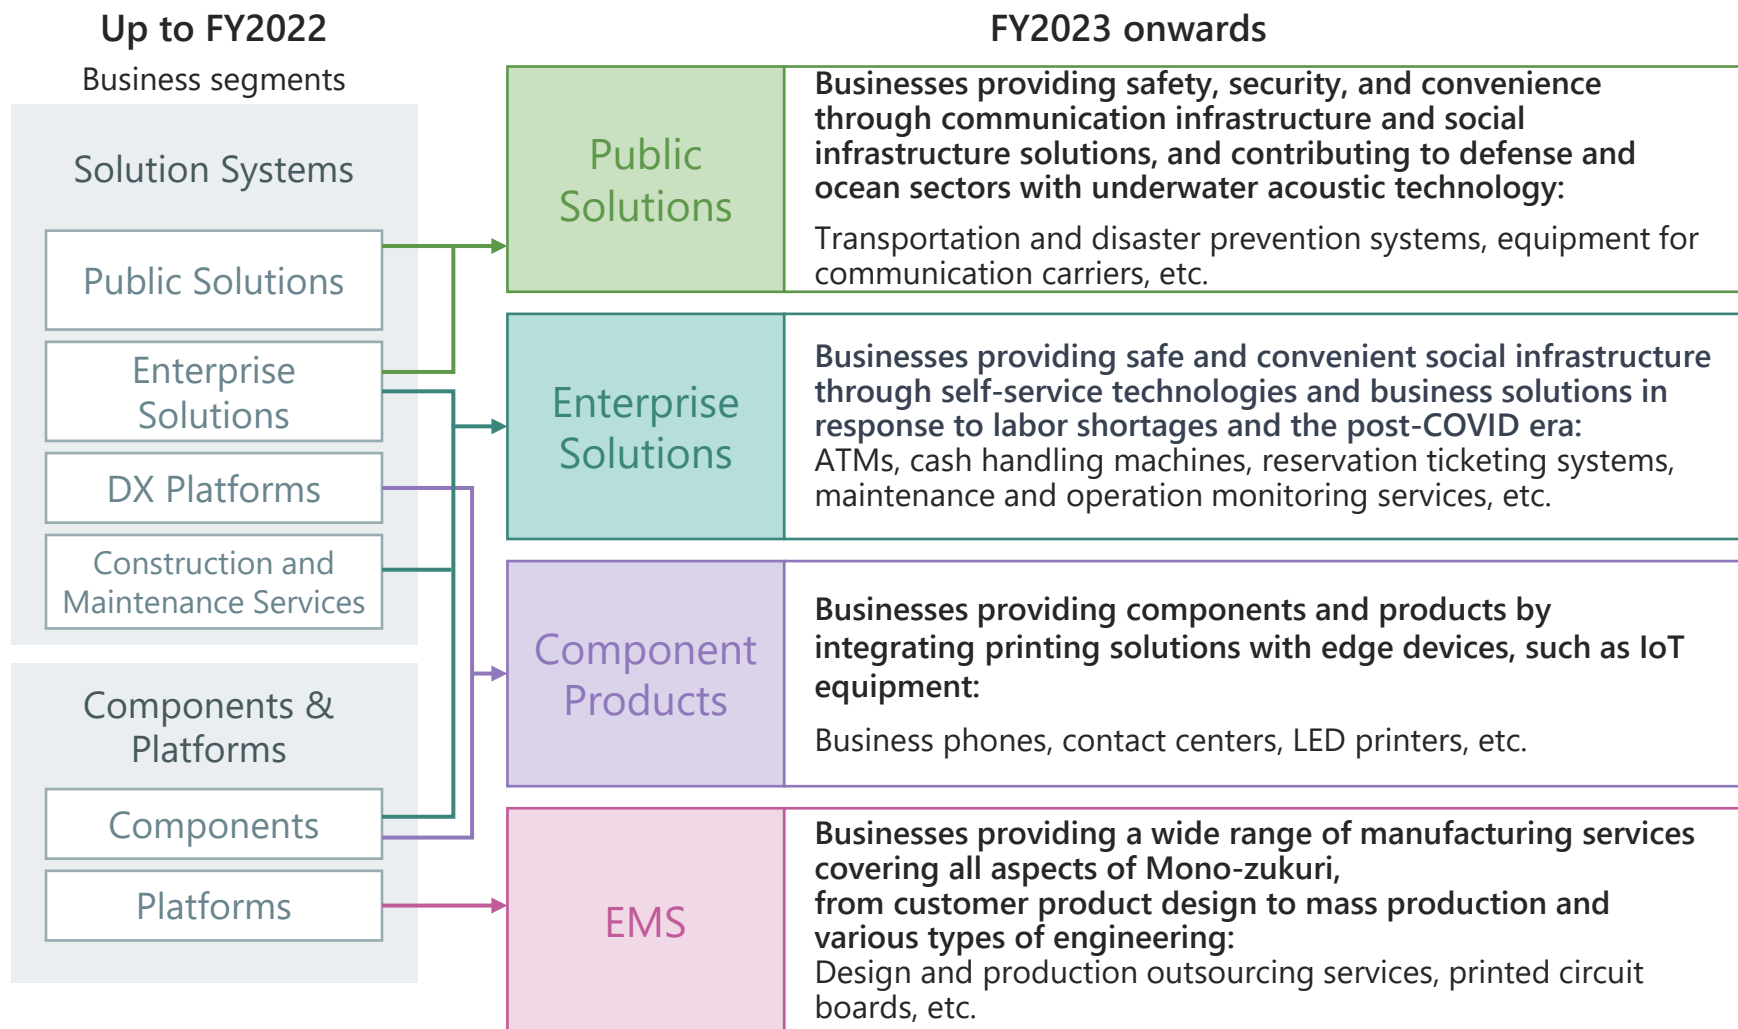 Up to FY2022
Business segments
Solution Systems
Public Solutions
Enterprise
Solutions
DX Platforms
Construction and
Maintenance Services
Components &
Platforms
Components
Platforms
FY2023 onwards
Public
Solutions
Businesses providing safety, security, and convenience
through communication infrastructure and social
infrastructure solutions, and contributing to defense and
ocean sectors with underwater acoustic technology:
Transportation and disaster prevention systems, equipment for
communication carriers, etc.
Enterprise
Solutions
Businesses providing safe and convenient social infrastructure
through self-service technologies and business solutions in
response to labor shortages and the post-COVID era:
ATMs, cash handling machines, reservation ticketing systems,
maintenance and operation monitoring services, etc.
Component
Products
Businesses providing components and products by
integrating printing solutions with edge devices, such as IoT
equipment:
Business phones, contact centers, LED printers, etc.
EMS
Businesses providing a wide range of manufacturing services
covering all aspects of Mono-zukuri,
from customer product design to mass production and
various types of engineering:
Design and production outsourcing services, printed circuit
boards, etc.